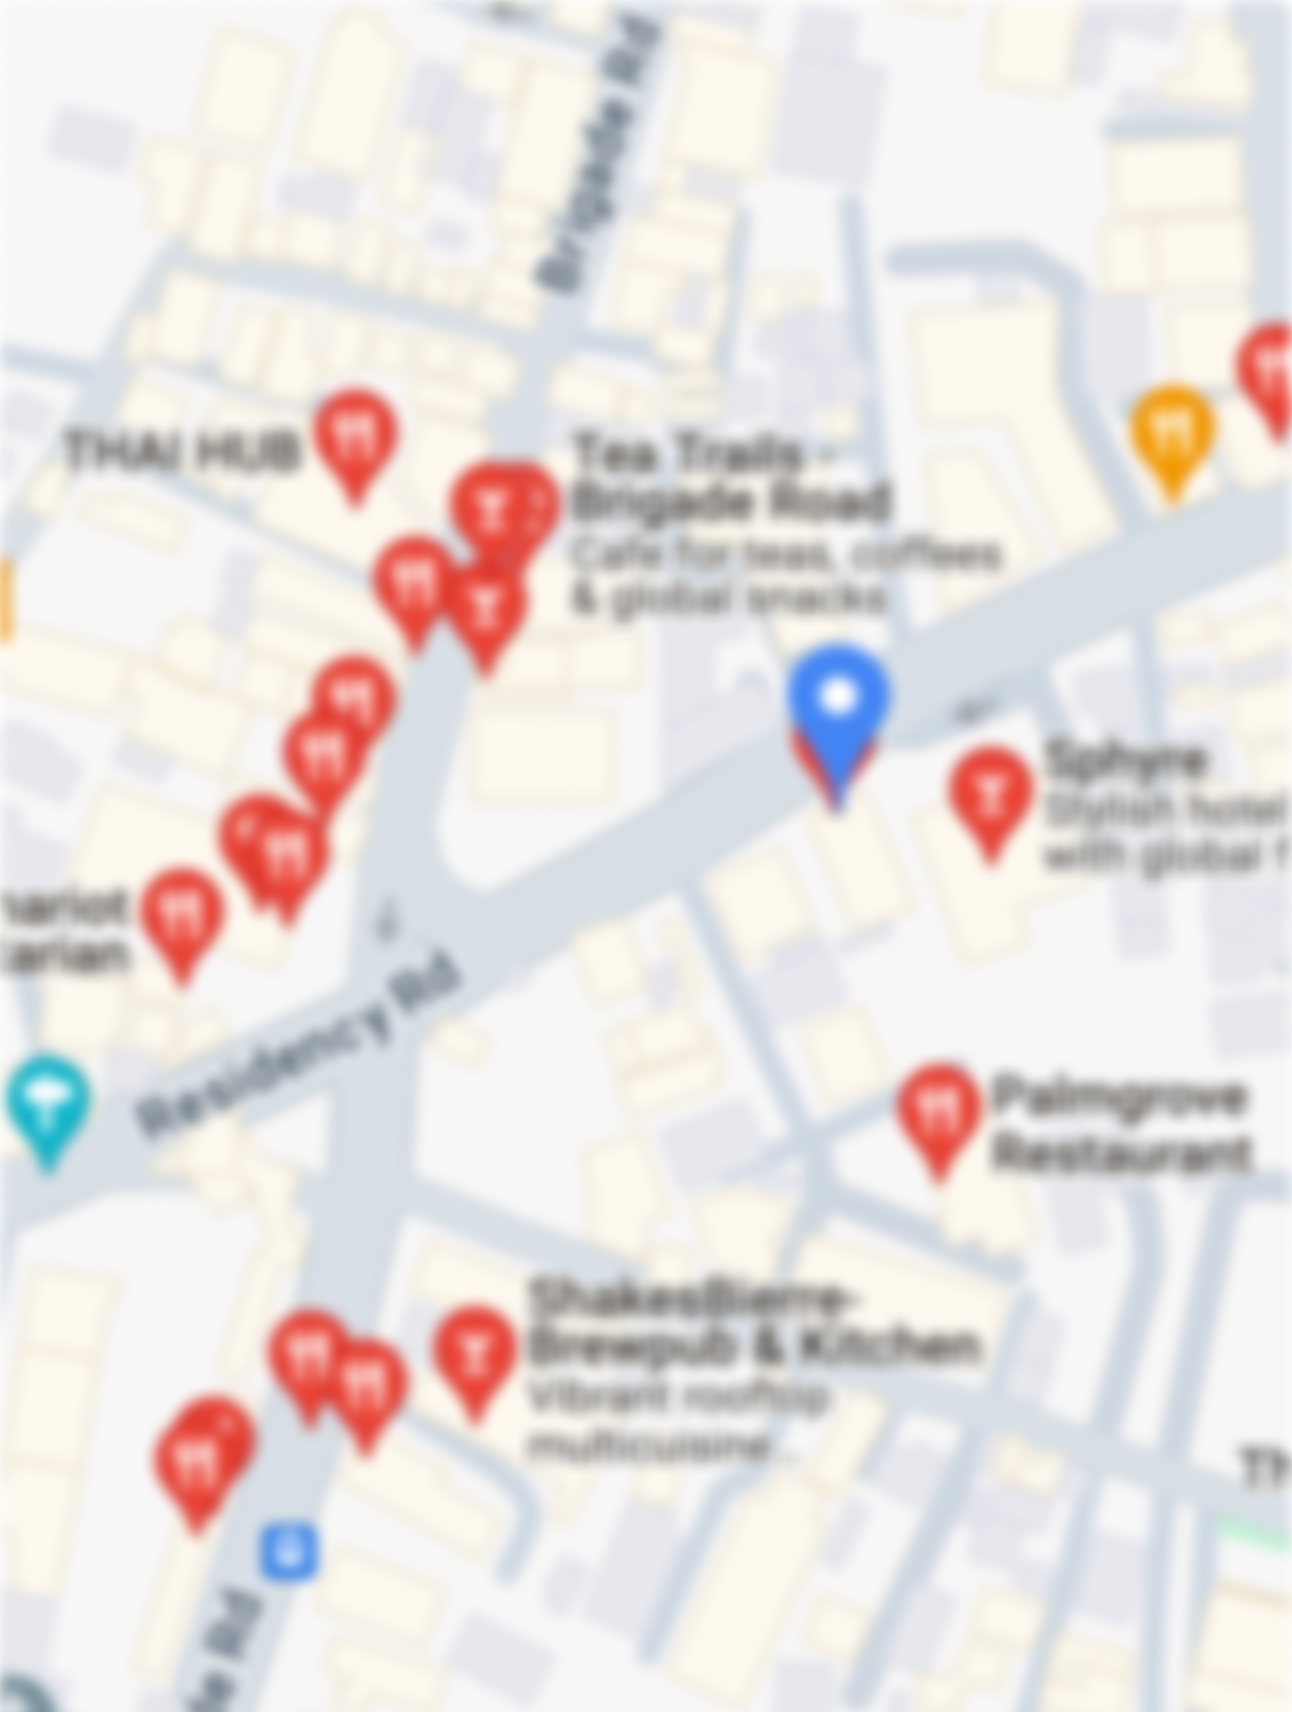 Brigade Rd
THAI HUB
Tea Trails -
Brigade Road
Cafe for teas, coffees
& global snacks
Sphyre
Stylish hotel
with global f
hariot
tarian
Residency Rd
Palmgrove
Restaurant
ShakesBierre-
Brewpub & Kitchen
Vibrant rooftop
multicuisine...
Th
de Rd